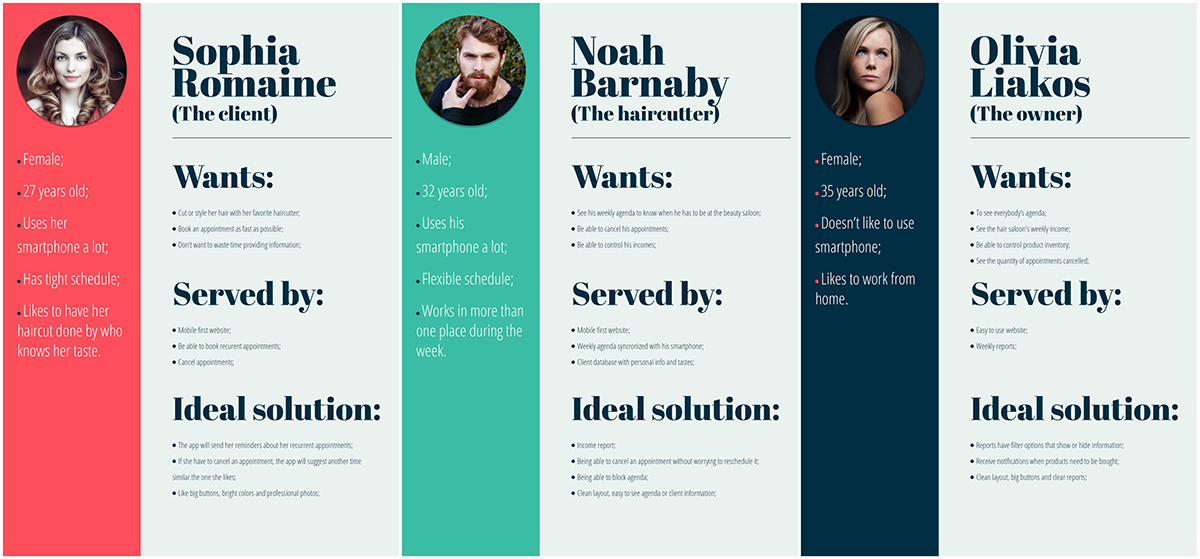 Sophia
Romaine
(The client)
• Female;
• 27 years old;
• Uses her
smartphone a lot;
• Has tight schedule;
• Likes to have her
haircut done by who
knows her taste.
Wants:
• Cut or style her hair with her favorite haircutter;
• Book an appointment as fast as possible;
• Don't want to waste time providing information;
Served by:
• Mobile first website;
• Be able to book recurent appointments;
• Cancel appointments;
Ideal solution:
• The app will send her reminders about her recurrent appointments;
• If she have to cancel an appointment, the app will suggest another time
similar the one she likes;
• Like big buttons, bright colors and professional photos;
Noah
Barnaby
(The haircutter)
• Male;
• 32 years old;
• Uses his
smartphone a lot;
• Flexible schedule;
• Works in more than
one place during the
week.
Wants:
• See his weekly agenda to know when he has to be at the beauty saloon;
• Be able to cancel his appointments;
• Be able to control his incomes;
Served by:
• Mobile first website;
• Weekly agenda syncronized with his smartphone;
• Client database with personal info and tastes;
Ideal solution:
• Income report;
• Being able to cancel an appointment without worrying to reschedule it;
• Being able to block agenda;
• Clean layout, easy to see agenda or client information;
Olivia
Liakos
(The owner)
• Female;
• 35 years old;
• Doesn't like to use
smartphone;
• Likes to work from
home.
Wants:
• To see everybody's agenda;
• See the hair saloon's weekly income;
• Be able to control product inventory;
• See the quantity of appointments cancelled;
Served by:
• Easy to use website;
• Weekly reports;
Ideal solution:
• Reports have filter options that show or hide information;
• Receive notifications when products need to be bought;
• Clean layout, big buttons and clear reports;